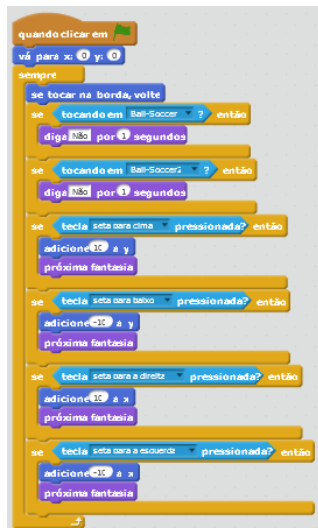 quando clicar em
vá para x: 0 y: 0
sempre
se tocar na borda, volte
se tocando em Ball-Soccer ? então
diga Não por 1 segundos
se tocando em Ball-Soccer2 ? então
diga Não por 1 segundos
se tecla seta para cima pressionada? então
adicione 10 a y
próxima fantasia
se tecla seta para baixo pressionada? então
adicione -10 a y
próxima fantasia
se tecla seta para a direita pressionada? então
adicione 10 a x
próxima fantasia
se tecla seta para a esquerda pressionada? então
adicione -10 a x
próxima fantasia